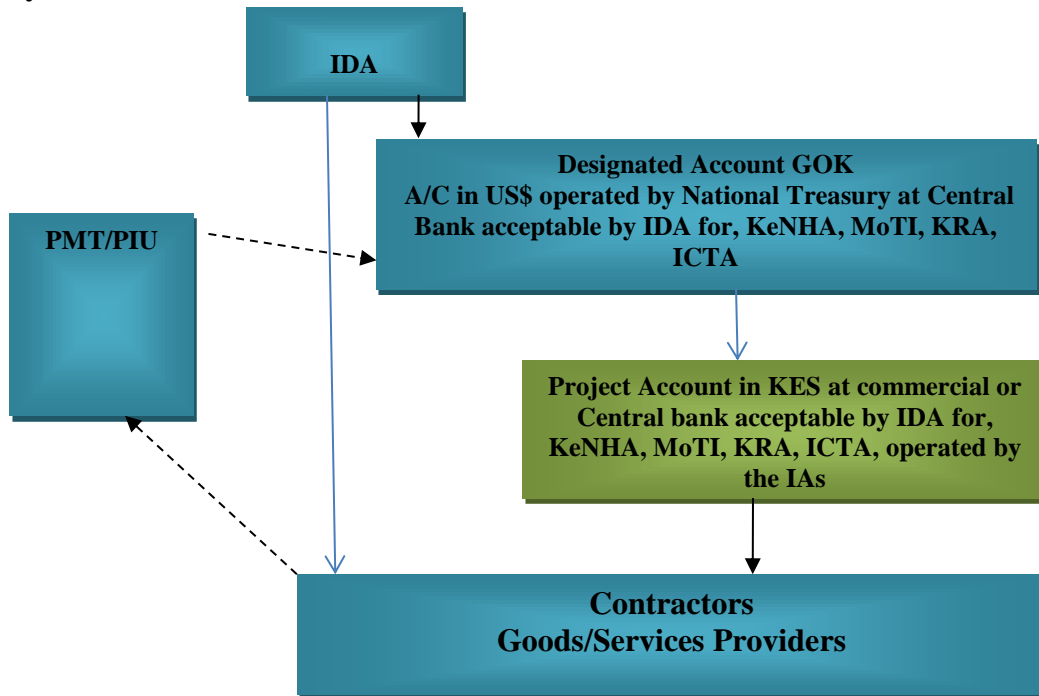 IDA
Designated Account GOK
A/C in US$ operated by National Treasury at Central
Bank acceptable by IDA for, KeNHA, MoTI, KRA,
ICTA
PMT/PIU
Project Account in KES at commercial or
Central bank acceptable by IDA for,
KeNHA, MoTI, KRA, ICTA, operated by
the IAs
Contractors
Goods/Services Providers